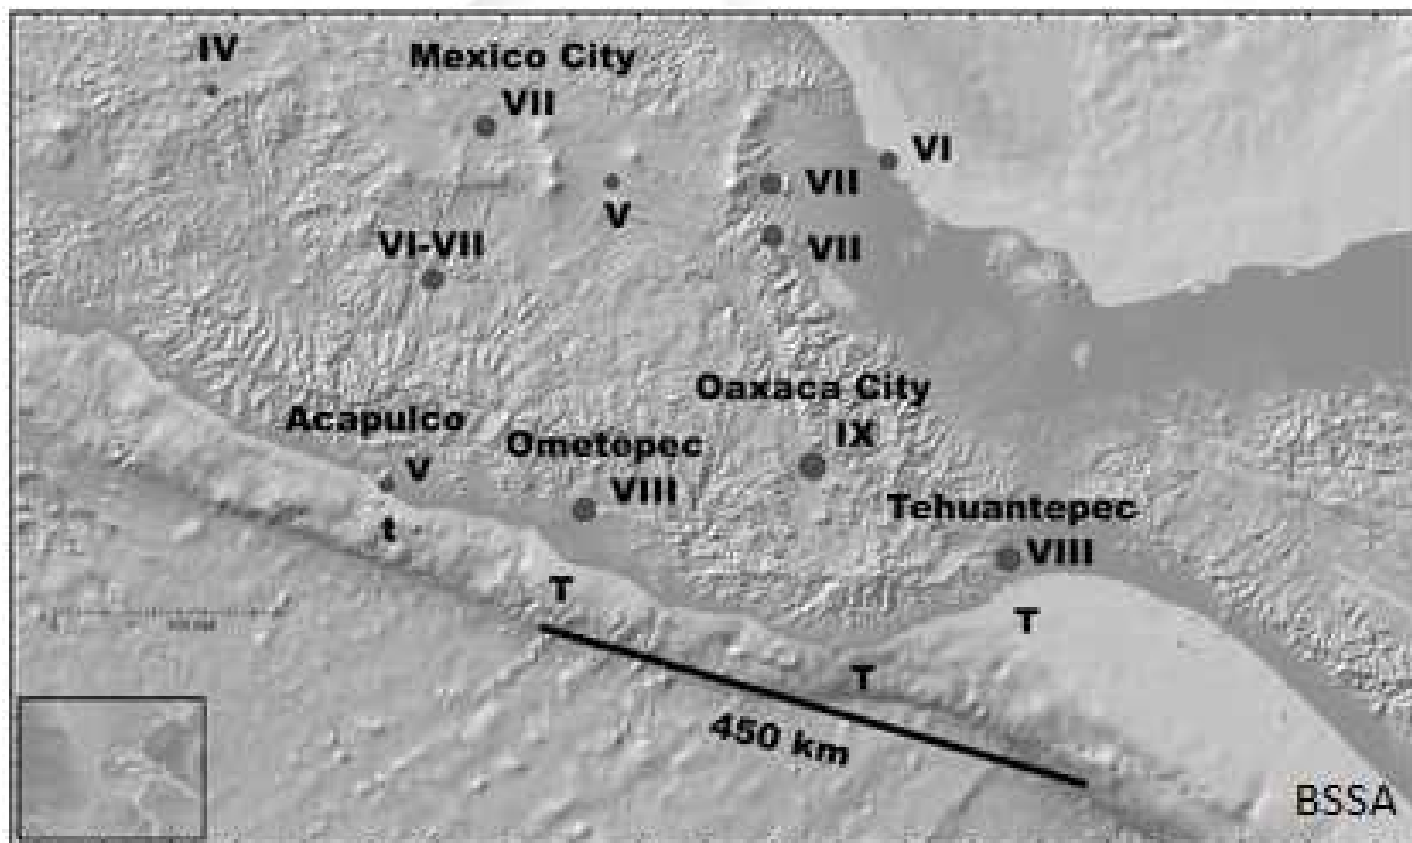 IV
Mexico City
VII
VI
VII
V
VI-VII
VII
Oaxaca City
IX
Acapulco
V
Ometepec
VIII
t
Tehuantepec
VIII
T
T
T
450 km
BSSA